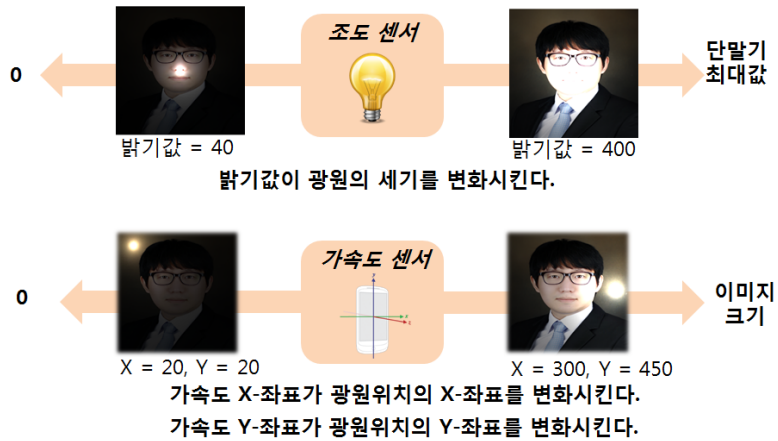 조도 센서
0
단말기
최대값
밝기값 = 40
밝기값 = 400
밝기값이 광원의 세기를 변화시킨다.
가속도 센서
0
이미지
크기
X = 20, Y = 20
X = 300, Y = 450
가속도 X-좌표가 광원위치의 X-좌표를 변화시킨다.
가속도 Y-좌표가 광원위치의 Y-좌표를 변화시킨다.